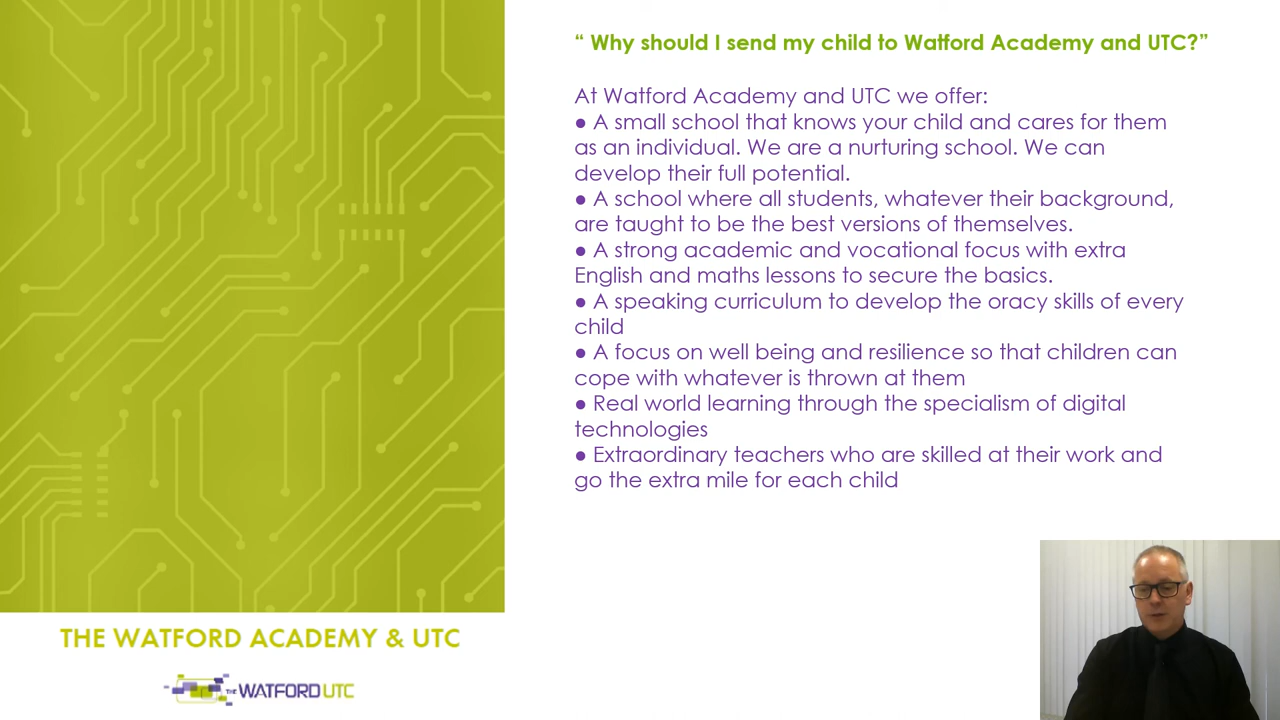 “ Why should I send my child to Watford Academy and UTC?”
At Watford Academy and UTC we offer:
● A small school that knows your child and cares for them
as an individual. We are a nurturing school. We can
develop their full potential.
● A school where all students, whatever their background,
are taught to be the best versions of themselves.
● A strong academic and vocational focus with extra
English and maths lessons to secure the basics.
● A speaking curriculum to develop the oracy skills of every
child
● A focus on well being and resilience so that children can
cope with whatever is thrown at them
● Real world learning through the specialism of digital
technologies
● Extraordinary teachers who are skilled at their work and
go the extra mile for each child
THE WATFORD ACADEMY & UTC
THE WATFORD UTC